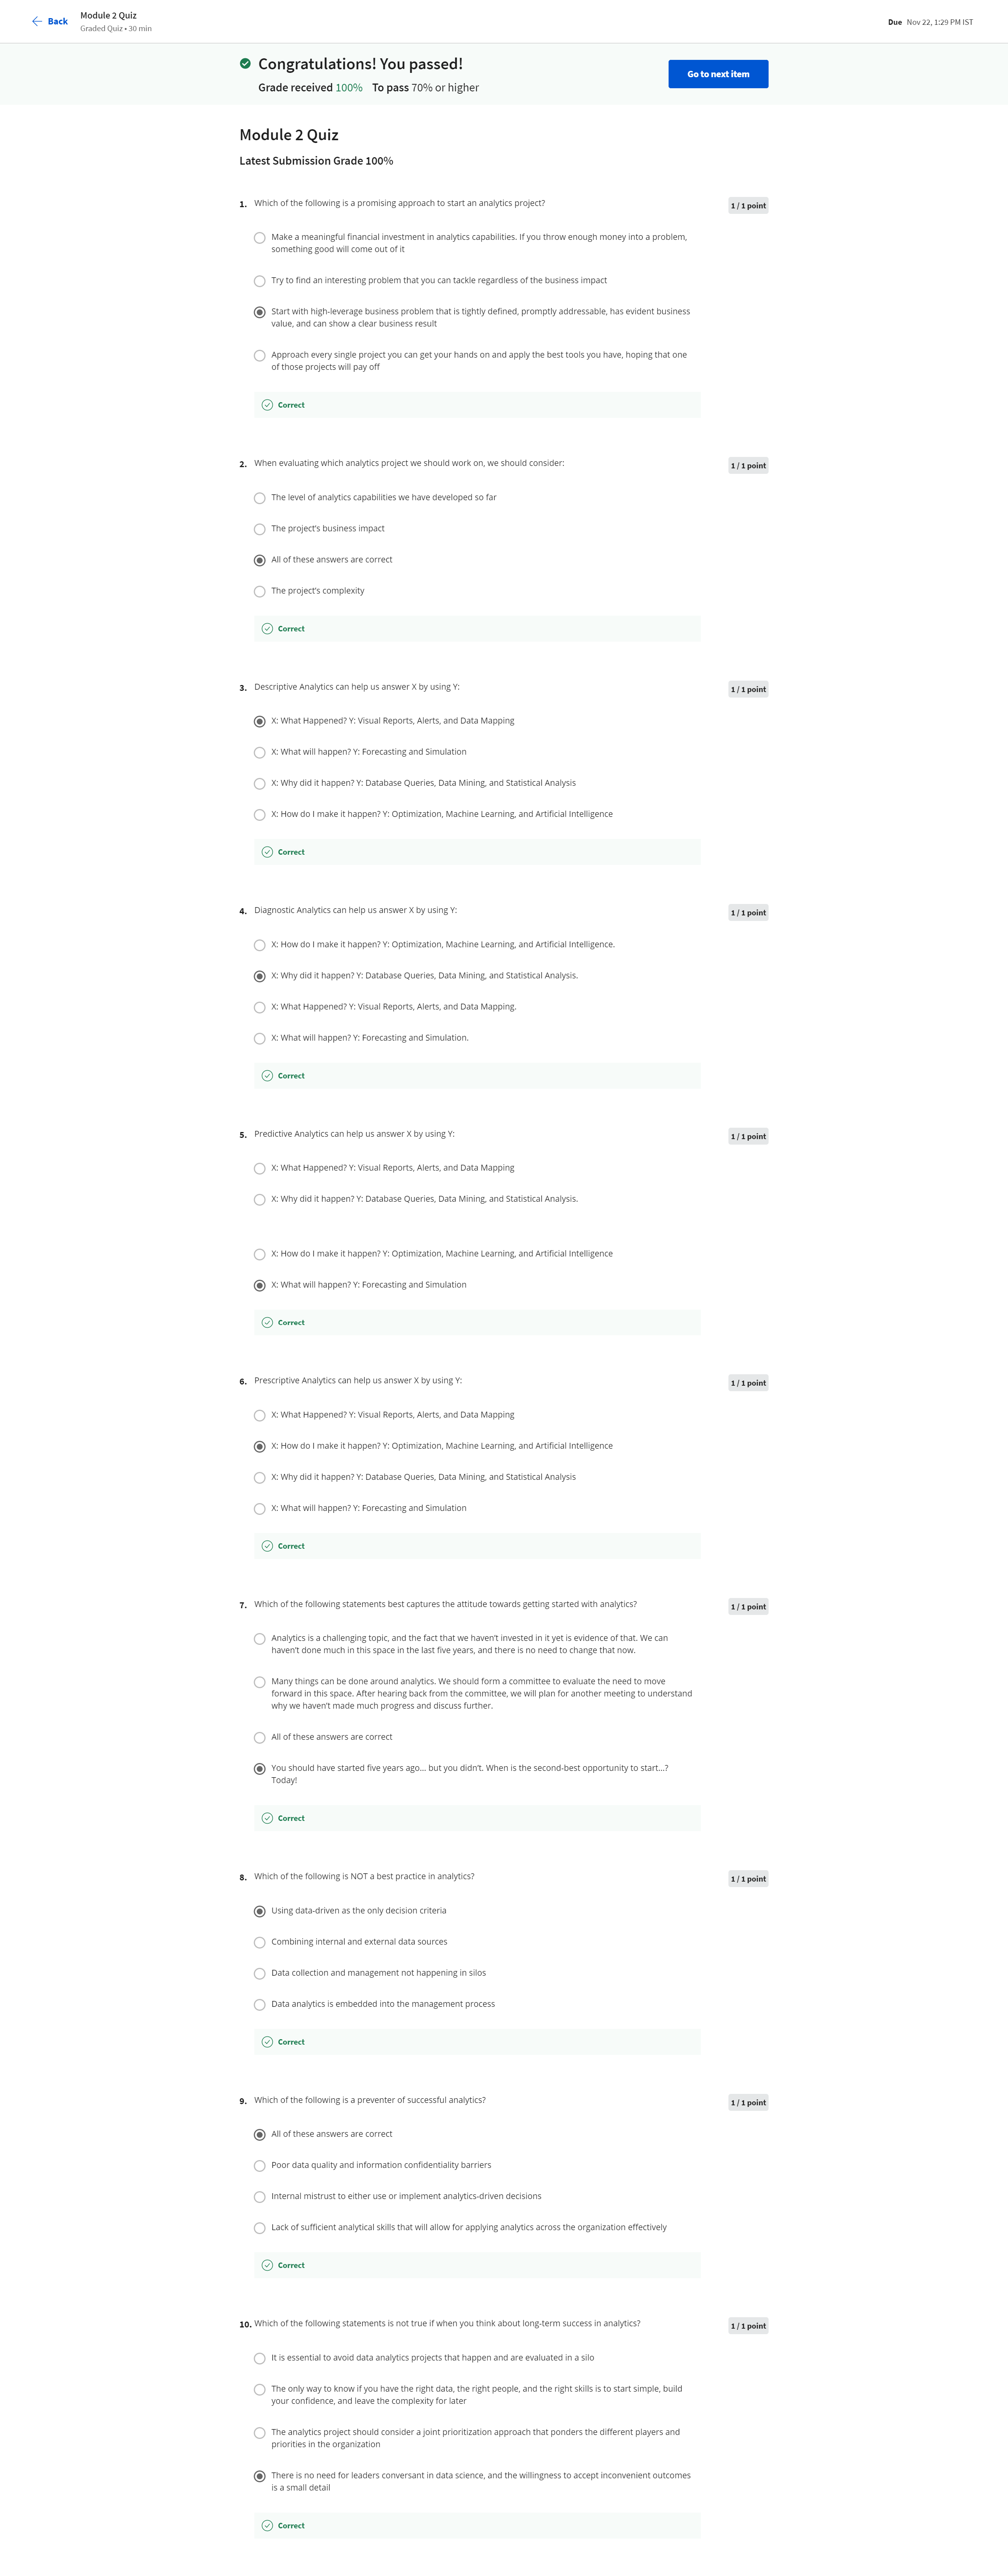 Back
Module 2 Quiz
Graded Quiz • 30 min
Due Nov 22, 1:29 PM IST
Congratulations! You passed!
Grade received 100% To pass 70% or higher
Go to next item
Module 2 Quiz
Latest Submission Grade 100%
1. Which of the following is a promising approach to start an analytics project?
1 / 1 point
Make a meaningful financial investment in analytics capabilities. If you throw enough money into a problem,
something good will come out of it
Try to find an interesting problem that you can tackle regardless of the business impact
Start with high-leverage business problem that is tightly defined, promptly addressable, has evident business
value, and can show a clear business result
Approach every single project you can get your hands on and apply the best tools you have, hoping that one
of those projects will pay off
Correct
2. When evaluating which analytics project we should work on, we should consider:
1 / 1 point
The level of analytics capabilities we have developed so far
The project's business impact
All of these answers are correct
The project's complexity
Correct
3. Descriptive Analytics can help us answer X by using Y:
1 / 1 point
X: What Happened? Y: Visual Reports, Alerts, and Data Mapping
X: What will happen? Y: Forecasting and Simulation
X: Why did it happen? Y: Database Queries, Data Mining, and Statistical Analysis
X: How do I make it happen? Y: Optimization, Machine Learning, and Artificial Intelligence
Correct
4. Diagnostic Analytics can help us answer X by using Y:
1 / 1 point
X: How do I make it happen? Y: Optimization, Machine Learning, and Artificial Intelligence.
X: Why did it happen? Y: Database Queries, Data Mining, and Statistical Analysis.
X: What Happened? Y: Visual Reports, Alerts, and Data Mapping.
X: What will happen? Y: Forecasting and Simulation.
Correct
5. Predictive Analytics can help us answer X by using Y:
1 / 1 point
X: What Happened? Y: Visual Reports, Alerts, and Data Mapping
X: Why did it happen? Y: Database Queries, Data Mining, and Statistical Analysis.
X: How do I make it happen? Y: Optimization, Machine Learning, and Artificial Intelligence
X: What will happen? Y: Forecasting and Simulation
Correct
6. Prescriptive Analytics can help us answer X by using Y:
1 / 1 point
X: What Happened? Y: Visual Reports, Alerts, and Data Mapping
X: How do I make it happen? Y: Optimization, Machine Learning, and Artificial Intelligence
X: Why did it happen? Y: Database Queries, Data Mining, and Statistical Analysis
X: What will happen? Y: Forecasting and Simulation
Correct
7. Which of the following statements best captures the attitude towards getting started with analytics?
1 / 1 point
Analytics is a challenging topic, and the fact that we haven't invested in it yet is evidence of that. We can
haven't done much in this space in the last five years, and there is no need to change that now.
Many things can be done around analytics. We should form a committee to evaluate the need to move
forward in this space. After hearing back from the committee, we will plan for another meeting to understand
why we haven't made much progress and discuss further.
All of these answers are correct
You should have started five years ago... but you didn't. When is the second-best opportunity to start...?
Today!
Correct
8. Which of the following is NOT a best practice in analytics?
1 / 1 point
Using data-driven as the only decision criteria
Combining internal and external data sources
Data collection and management not happening in silos
Data analytics is embedded into the management process
Correct
9. Which of the following is a preventer of successful analytics?
1 / 1 point
All of these answers are correct
Poor data quality and information confidentiality barriers
Internal mistrust to either use or implement analytics-driven decisions
Lack of sufficient analytical skills that will allow for applying analytics across the organization effectively
Correct
10. Which of the following statements is not true if when you think about long-term success in analytics?
1 / 1 point
It is essential to avoid data analytics projects that happen and are evaluated in a silo
The only way to know if you have the right data, the right people, and the right skills is to start simple, build
your confidence, and leave the complexity for later
The analytics project should consider a joint prioritization approach that ponders the different players and
priorities in the organization
There is no need for leaders conversant in data science, and the willingness to accept inconvenient outcomes
is a small detail
Correct